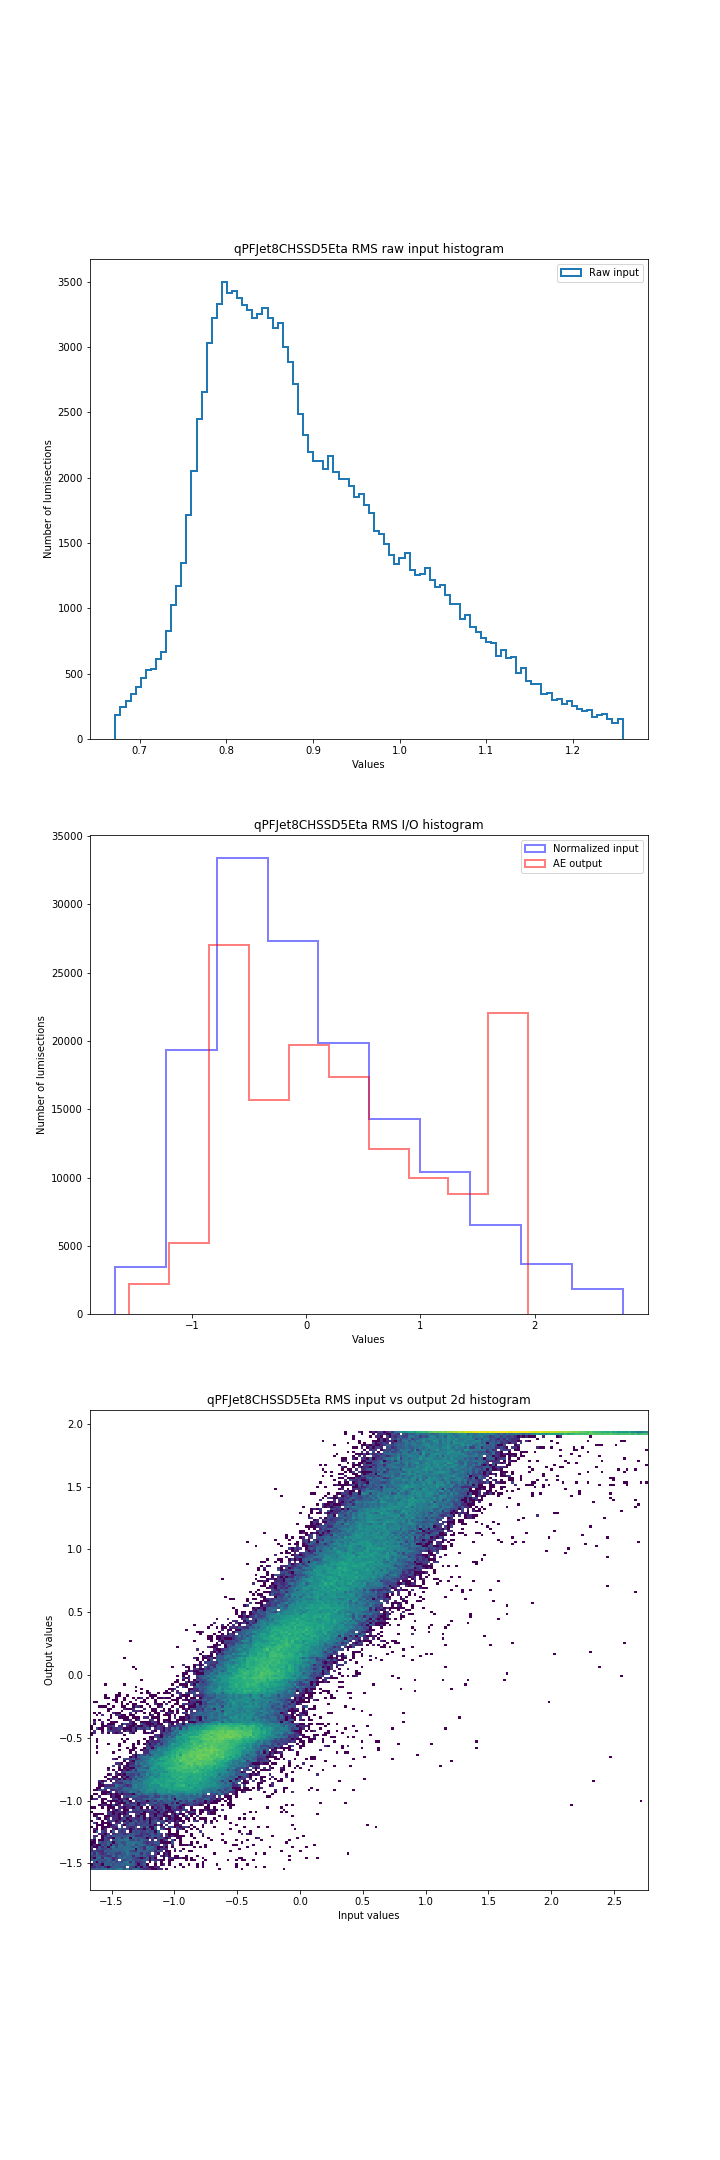 qPFJet8CHSSD5Eta RMS raw input histogram
Raw input
3500
3000
2500
2000
1500
1000
500
0
Number of lumisections
0.7 0.8 0.9 1.0 1.1 1.2
Values
qPFJet8CHSSD5Eta RMS I/O histogram
Normalized input
AE output
35000
30000
25000
20000
15000
10000
5000
0
Number of lumisections
−1 0 1 2
Values
qPFJet8CHSSD5Eta RMS input vs output 2d histogram
2.0
1.5
1.0
0.5
0.0
−0.5
−1.0
−1.5
Output values
−1.5 −1.0 −0.5 0.0 0.5 1.0 1.5 2.0 2.5
Input values